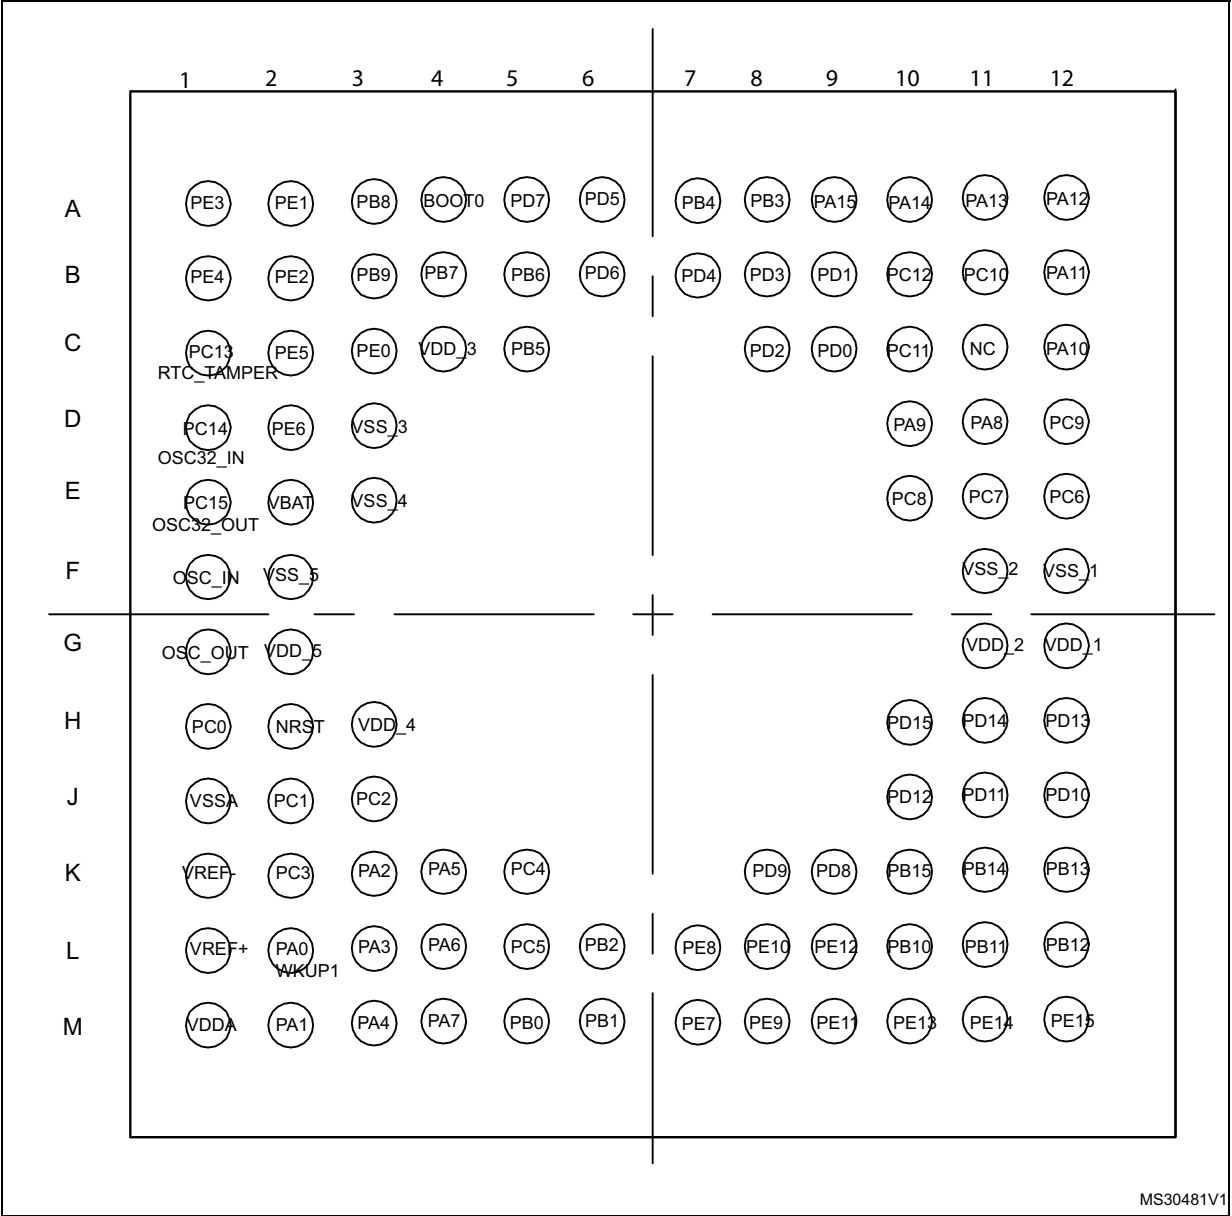 1 2 3 4 5 6 7 8 9 10 11 12
A PE3 PE1 PB8 BOOT0 PD7 PD5 PB4 PB3 PA15 PA14 PA13 PA12
B PE4 PE2 PB9 PB7 PB6 PD6 PD4 PD3 PD1 PC12 PC10 PA11
C PC13 PE5 PE0 VDD_3 PB5 PD2 PD0 PC11 NC PA10
RTC_TAMPER
D PC14 PE6 VSS_3 PA9 PA8 PC9
OSC32_IN
E PC15 VBAT VSS_4 PC8 PC7 PC6
OSC32_OUT
F OSC_IN VSS_5 VSS_2 VSS_1
G OSC_OUT VDD_5 VDD_2 VDD_1
H PC0 NRST VDD_4 PD15 PD14 PD13
J VSSA PC1 PC2 PD12 PD11 PD10
K VREF- PC3 PA2 PA5 PC4 PD9 PD8 PB15 PB14 PB13
L VREF+ PA0 PA3 PA6 PC5 PB2 PE8 PE10 PE12 PB10 PB11 PB12
WKUP1
M VDDA PA1 PA4 PA7 PB0 PB1 PE7 PE9 PE11 PE13 PE14 PE15
MS30481V1